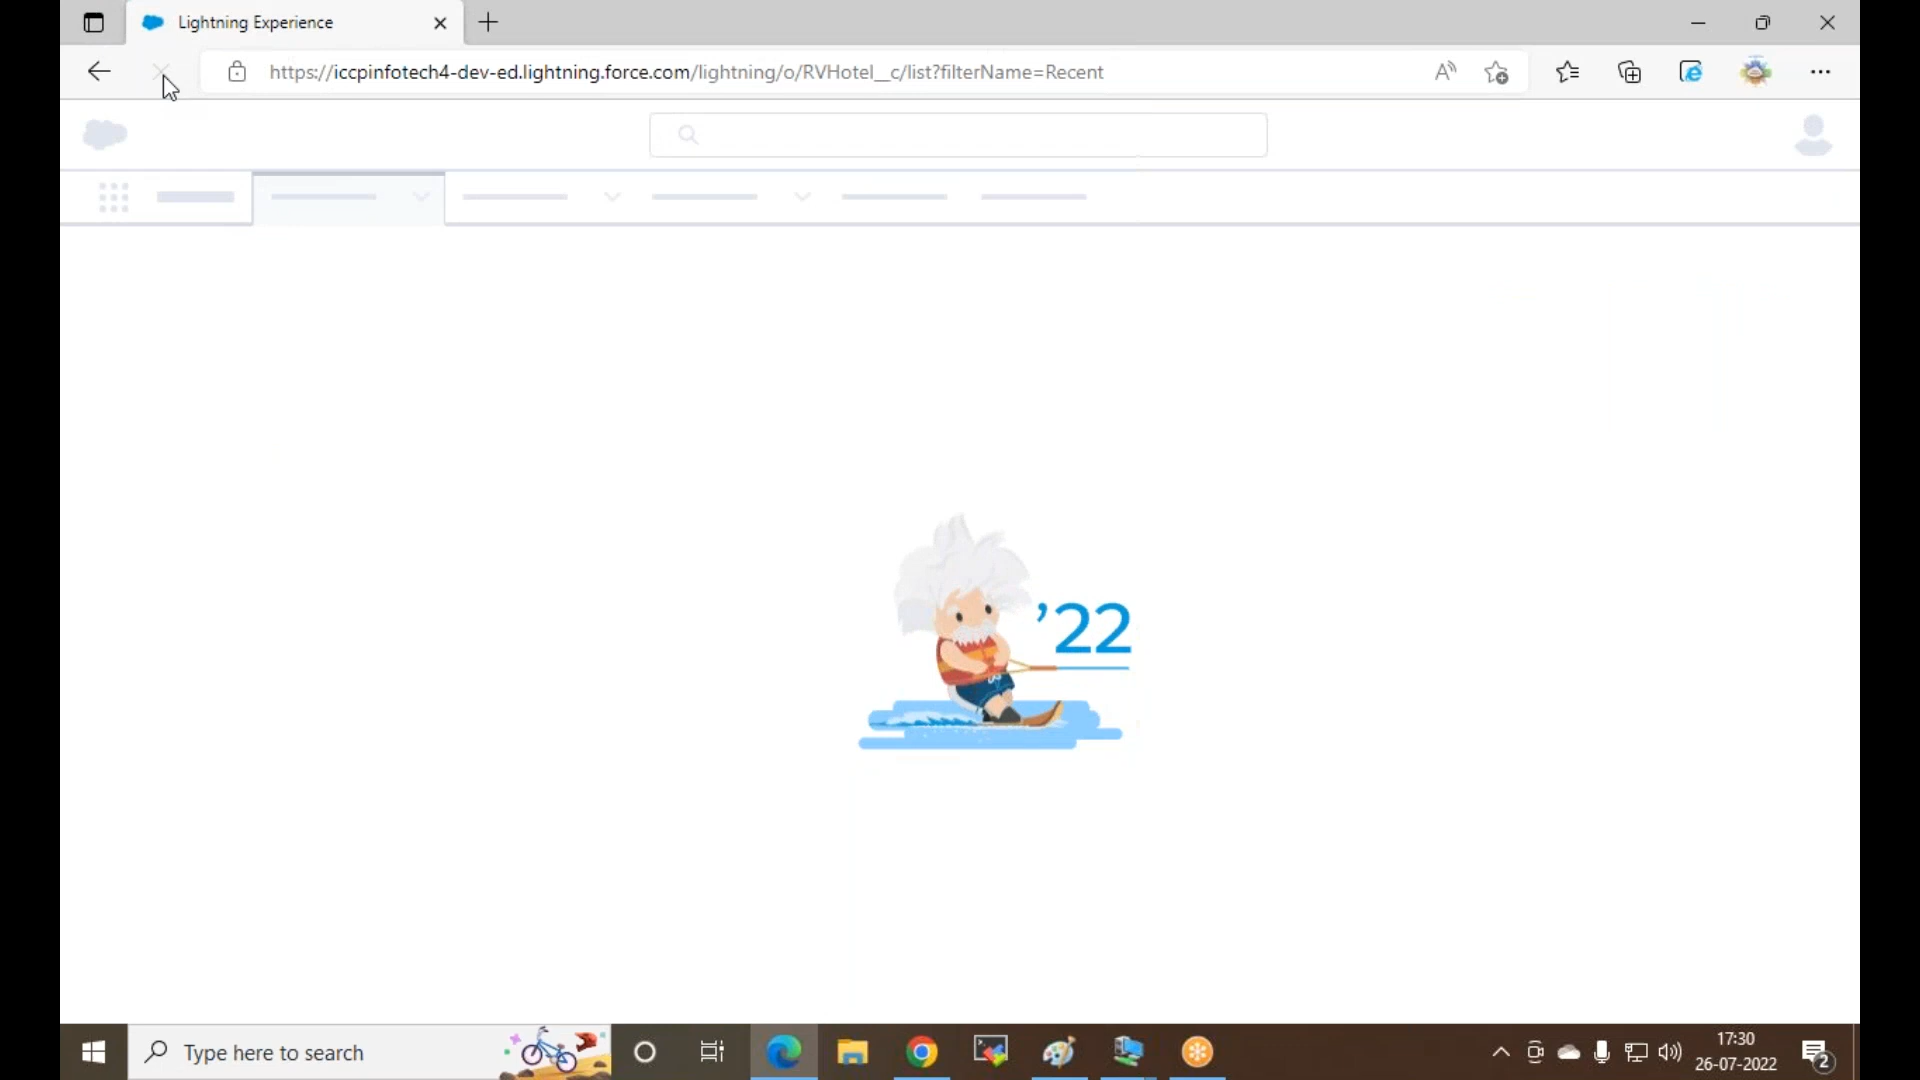 Lightning Experience
https://iccpinfotech4-dev-ed.lightning.force.com/lightning/o/RVHotel__c/list?filterName=Recent
’22
Type here to search
17:30
26-07-2022
2